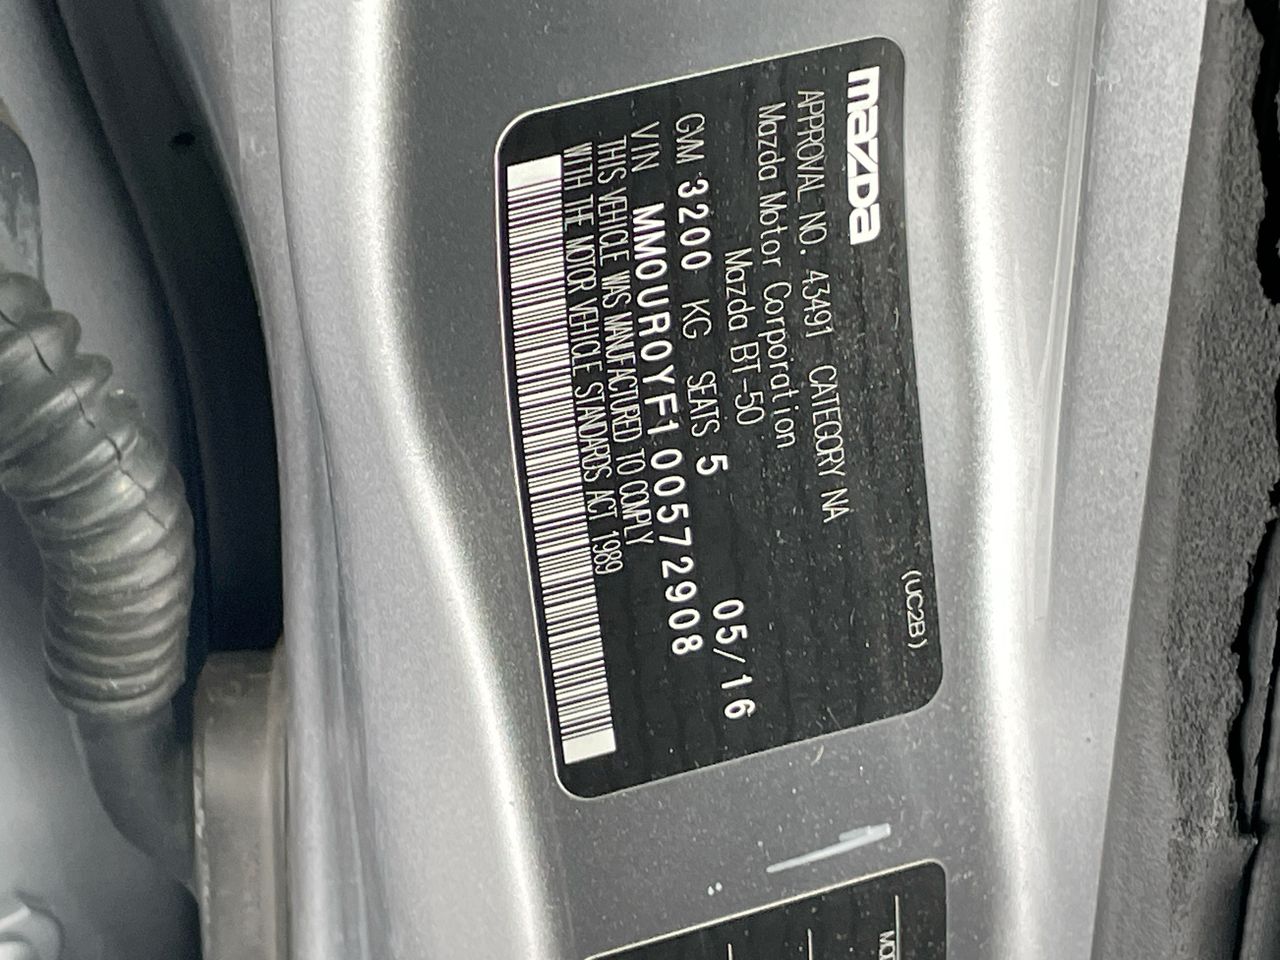 mazda
(UC2B)
APPROVAL NO. 43491 CATEGORY NA
Mazda Motor Corporation
Mazda BT-50
GVM 3200 KG SEATS 5 05/16
VIN MM0UR0YF100572908
THIS VEHICLE WAS MANUFACTURED TO COMPLY
WITH THE MOTOR VEHICLE STANDARDS ACT 1989